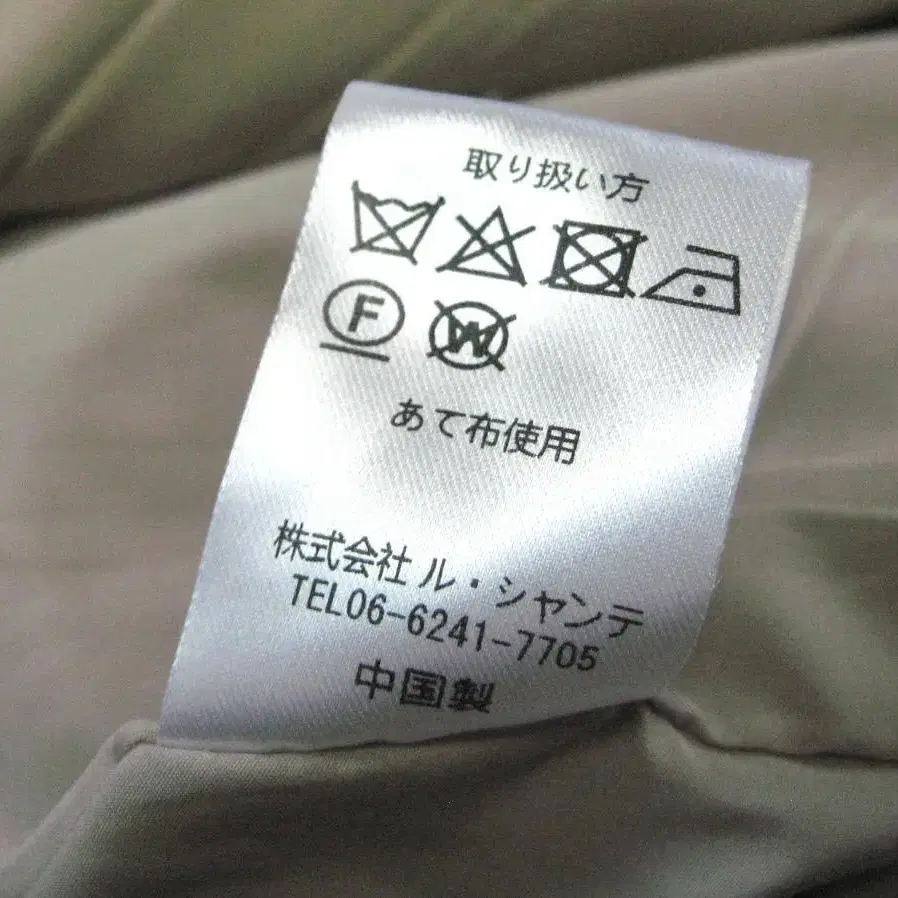 取り扱い方
F W
あて布使用
株式会社 ル・シャンテ
TEL06-6241-7705
中国製